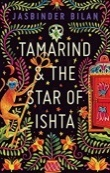 JASBINDER BILAN
TAMARIND
& THE
STAR OF
ISHTA